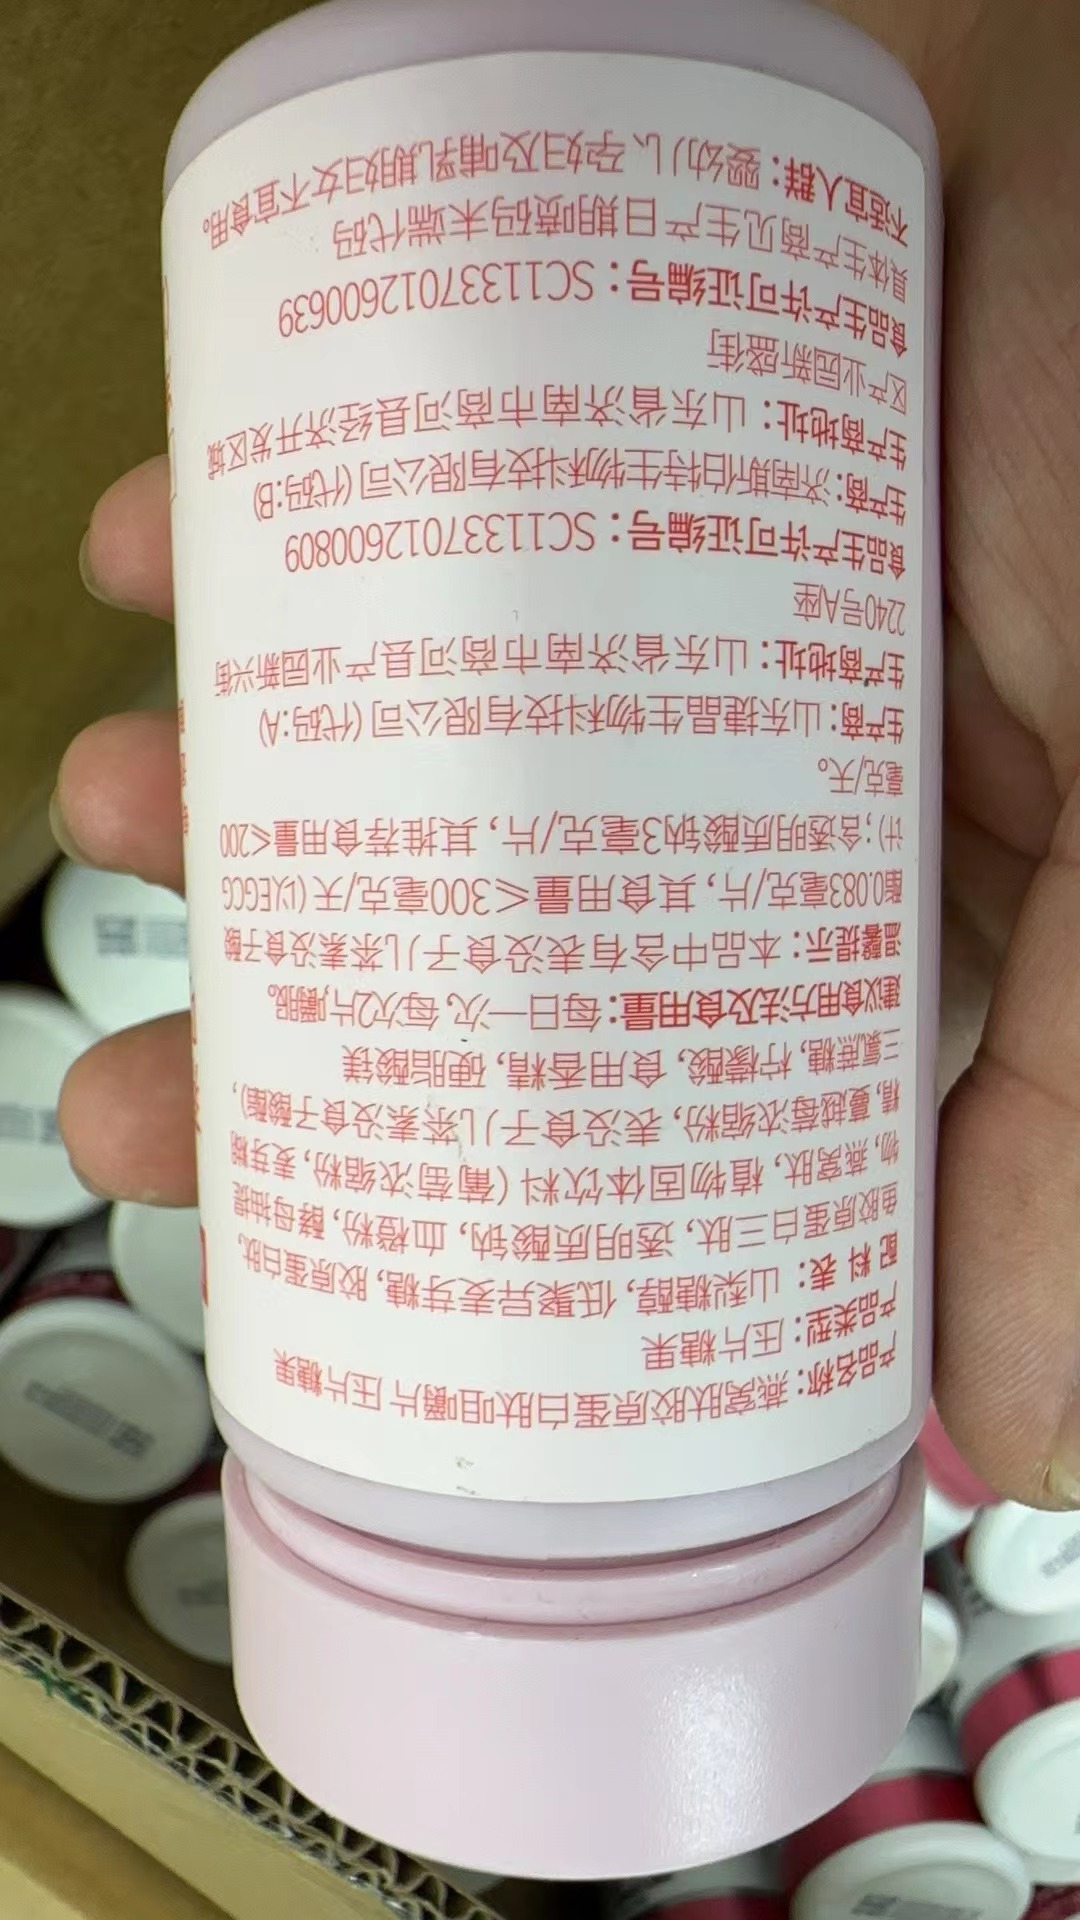 产品名称：燕窝肽胶原蛋白肽咀嚼片压片糖果
产品类型：压片糖果
配料表：山梨糖醇，低聚异麦芽糖，胶原蛋白肽，
鱼胶原蛋白三肽，透明质酸钠，血橙粉，酵母抽提
物，燕窝肽，植物固体饮料（葡萄浓缩粉，麦芽糊
精，蔓越莓浓缩粉，表没食子儿茶素没食子酸酯），
三氯蔗糖，柠檬酸，食用香精，硬脂酸镁
建议食用方法及食用量：每日一次，每次2片，嚼服。
温馨提示：本品中含有表没食子儿茶素没食子酸
酯0.083毫克/片，其食用量≤300毫克/天（以EGCG
计）；含透明质酸钠3毫克/片，其推荐食用量≤200
毫克/天。
生产商：山东捷晶生物科技有限公司（代码:A）
生产商地址：山东省济南市商河县产业园新兴街
2240号A座
食品生产许可证编号：SC11337012600809
生产商：济南斯伯特生物科技有限公司（代码:B）
生产商地址：山东省济南市商河县经济开发区城
区产业园新盛街
食品生产许可证编号：SC11337012600639
具体生产商见生产日期喷码末端代码
不适宜人群：婴幼儿、孕妇及哺乳期妇女不宜食用。